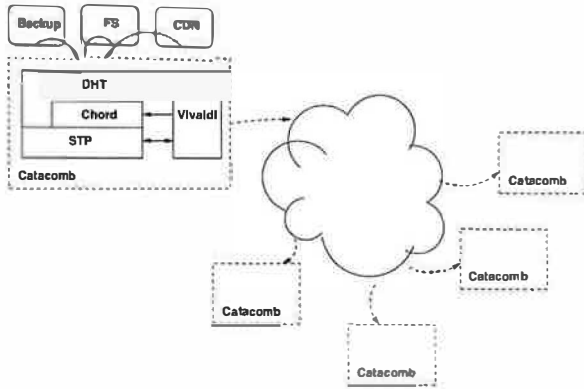 Backup
FS
CDN
DHT
Chord
Vivaldi
STP
Catacomb
Catacomb
Catacomb
Catacomb
Catacomb